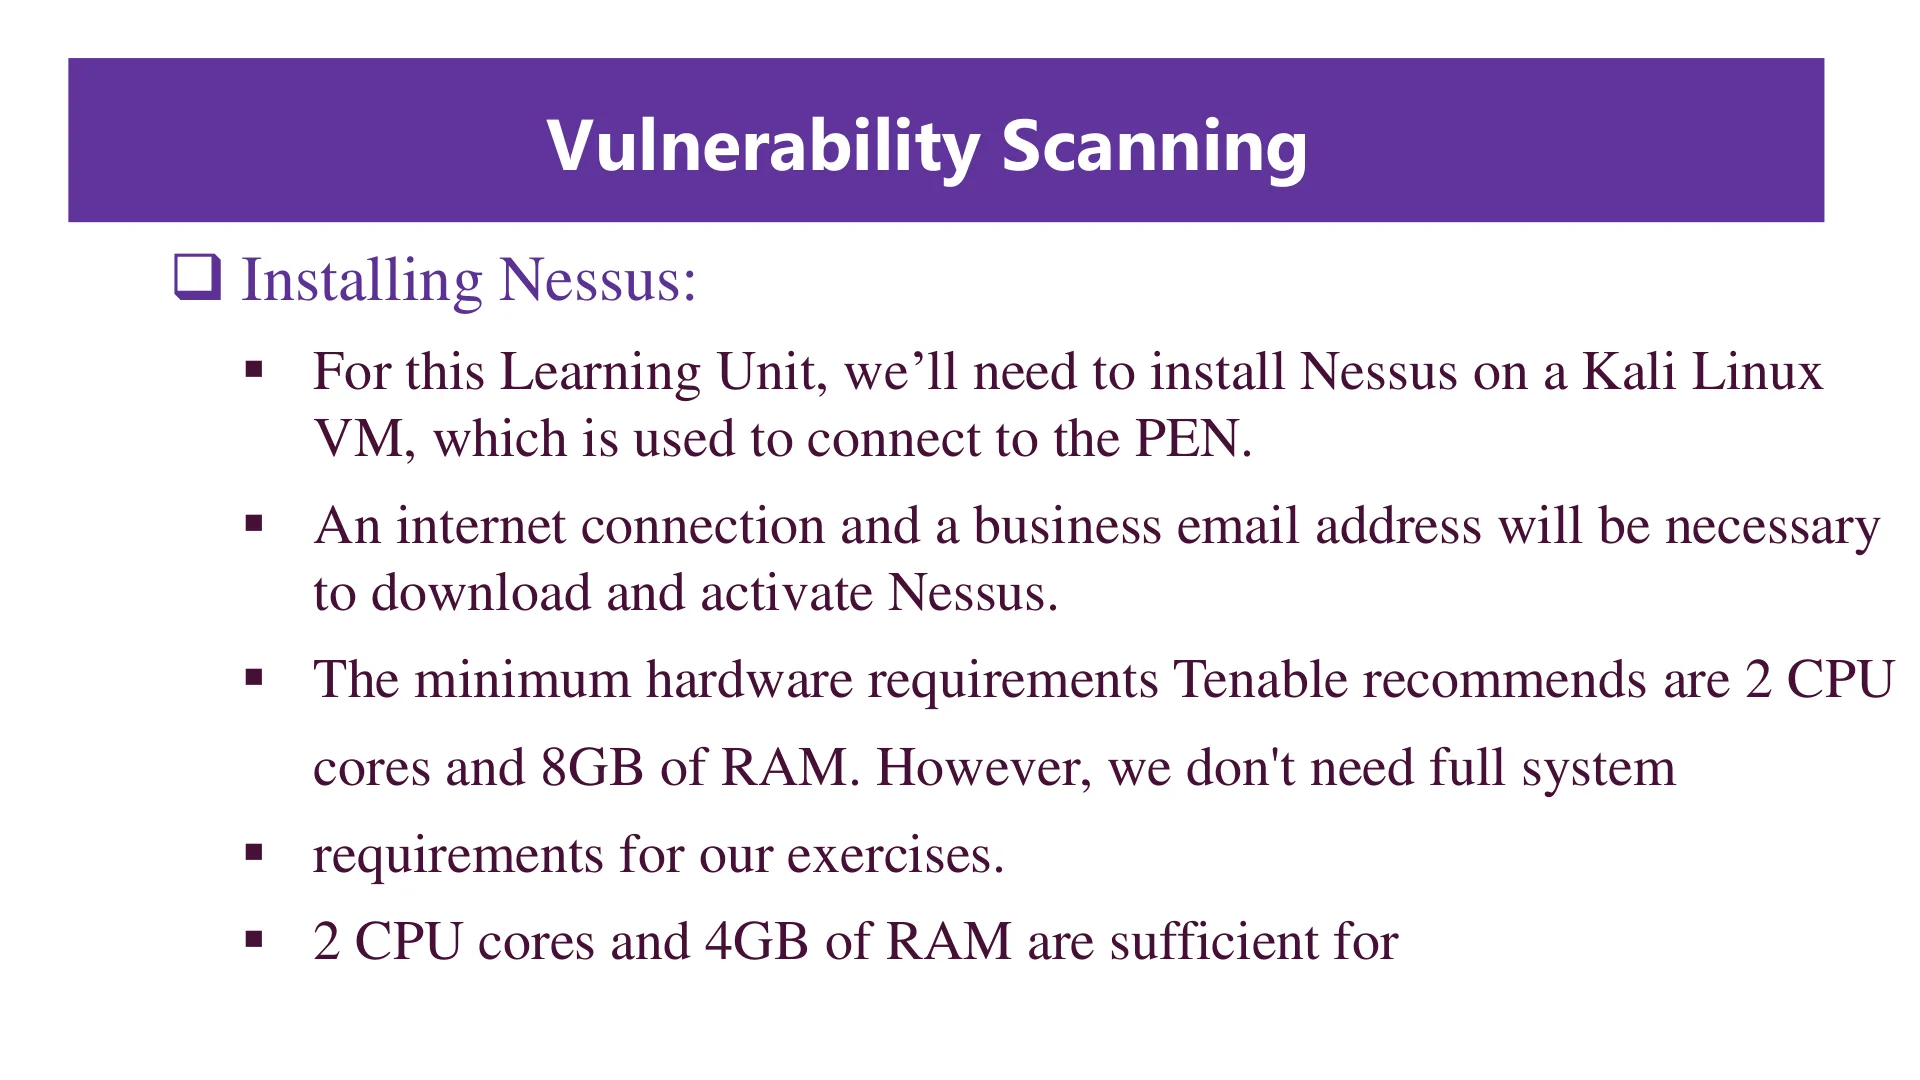 Vulnerability Scanning
❑ Installing Nessus:
▪ For this Learning Unit, we’ll need to install Nessus on a Kali Linux
VM, which is used to connect to the PEN.
▪ An internet connection and a business email address will be necessary
to download and activate Nessus.
▪ The minimum hardware requirements Tenable recommends are 2 CPU
cores and 8GB of RAM. However, we don't need full system
▪ requirements for our exercises.
▪ 2 CPU cores and 4GB of RAM are sufficient for